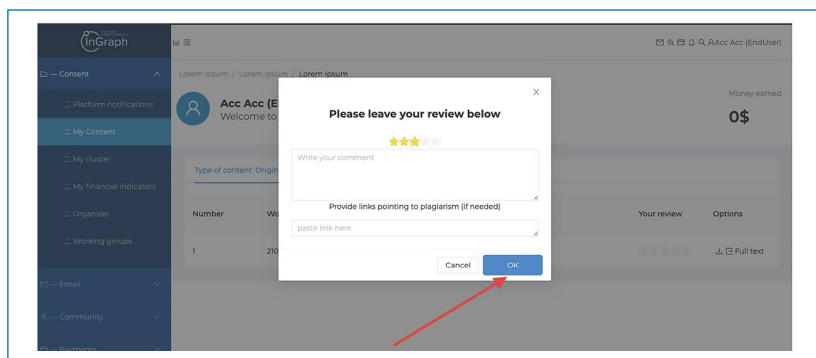 InGraph
Acc Acc (EndUser)
Content
Lorem ipsum / Lorem ipsum / Lorem ipsum
Platform notifications
Acc Acc (E
Welcome to
Money earned
0$
My Content
My cluster
My financial indicators
Organizer
Working groups
Email
Community
Payments
Type of content: Origin
Number
Wo
Your review
Options
1
210
Full text
Please leave your review below
Write your comment
Provide links pointing to plagiarism (if needed)
paste link here
Cancel
OK